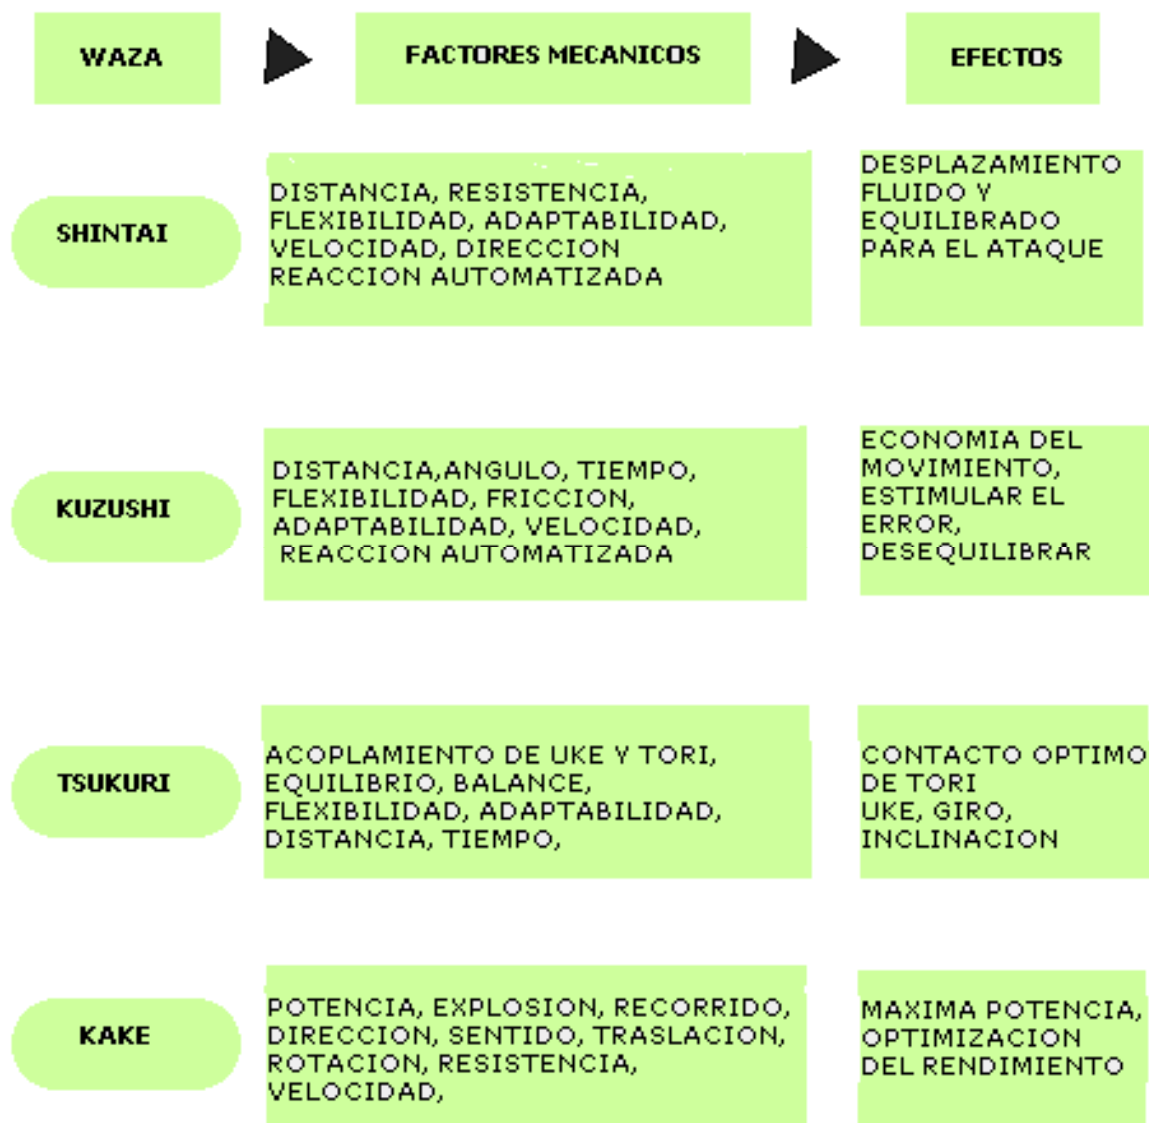 WAZA
FACTORES MECANICOS
EFECTOS
SHINTAI
DISTANCIA, RESISTENCIA,
FLEXIBILIDAD, ADAPTABILIDAD,
VELOCIDAD, DIRECCION
REACCION AUTOMATIZADA
DESPLAZAMIENTO
FLUIDO Y
EQUILIBRADO
PARA EL ATAQUE
KUZUSHI
DISTANCIA,ANGULO, TIEMPO,
FLEXIBILIDAD, FRICCION,
ADAPTABILIDAD, VELOCIDAD,
REACCION AUTOMATIZADA
ECONOMIA DEL
MOVIMIENTO,
ESTIMULAR EL
ERROR,
DESEQUILIBRAR
TSUKURI
ACOPLAMIENTO DE UKE Y TORI,
EQUILIBRIO, BALANCE,
FLEXIBILIDAD, ADAPTABILIDAD,
DISTANCIA, TIEMPO,
CONTACTO OPTIMO
DE TORI
UKE, GIRO,
INCLINACION
KAKE
POTENCIA, EXPLOSION, RECORRIDO,
DIRECCION, SENTIDO, TRASLACION,
ROTACION, RESISTENCIA,
VELOCIDAD,
MAXIMA POTENCIA,
OPTIMIZACION
DEL RENDIMIENTO